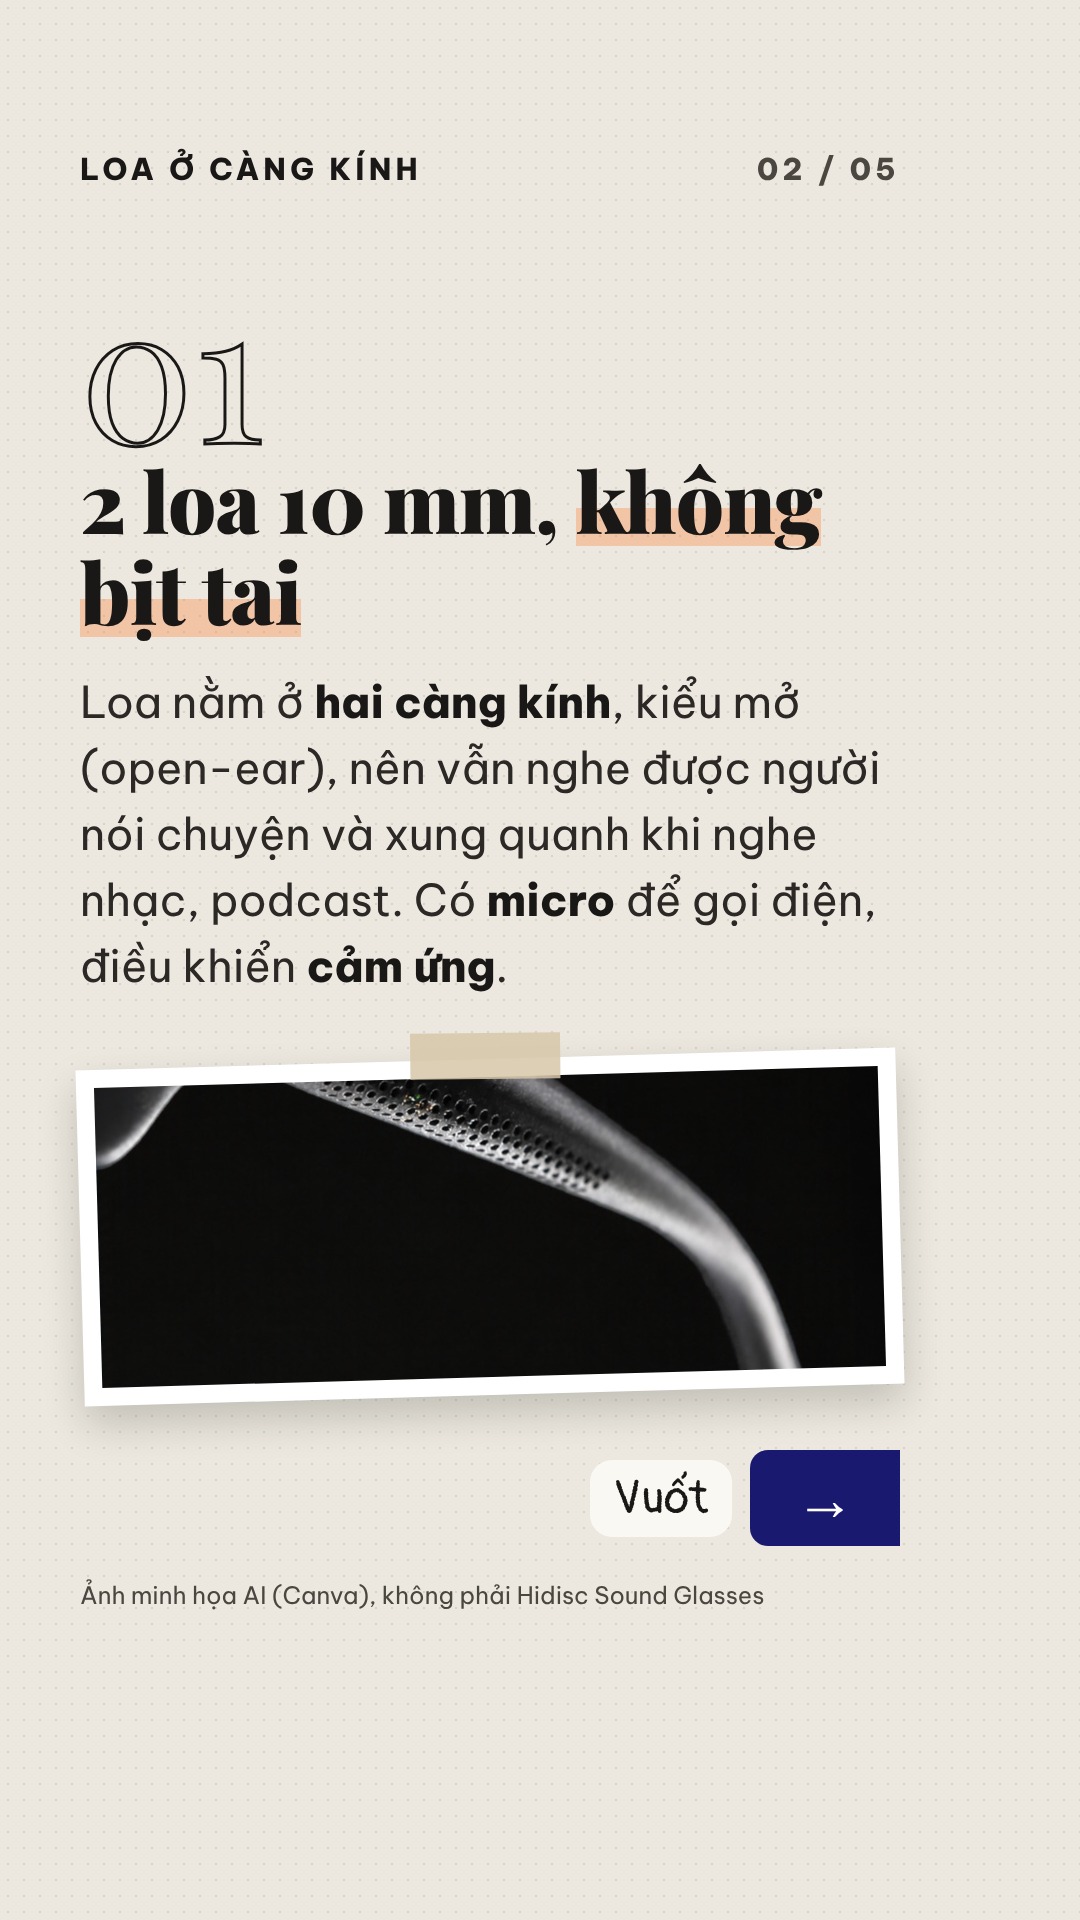 LOA Ở CÀNG KÍNH
02 / 05
01
2 loa 10 mm, không
bịt tai
Loa nằm ở hai càng kính, kiểu mở
(open-ear), nên vẫn nghe được người
nói chuyện và xung quanh khi nghe
nhạc, podcast. Có micro để gọi điện,
điều khiển cảm ứng.
Vuốt →
Ảnh minh họa AI (Canva), không phải Hidisc Sound Glasses